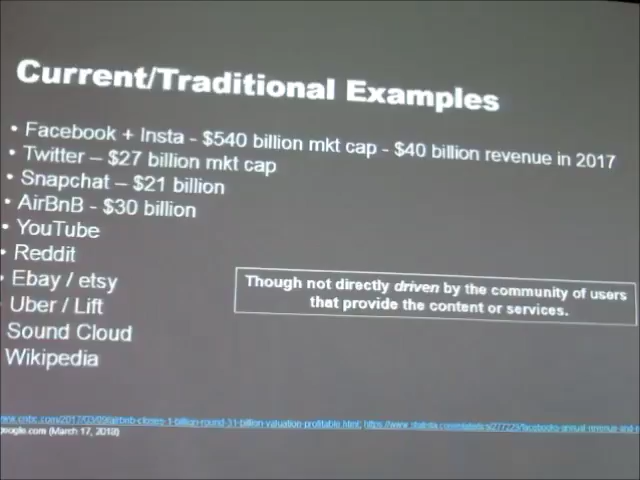 Current/Traditional Examples
• Facebook + Insta - $540 billion mkt cap - $40 billion revenue in 2017
• Twitter – $27 billion mkt cap
• Snapchat – $21 billion
• AirBnB - $30 billion
• YouTube
• Reddit
• Ebay / etsy
• Uber / Lift
Sound Cloud
Wikipedia
Though not directly driven by the community of users
that provide the content or services.
google.com (March 17, 2018)